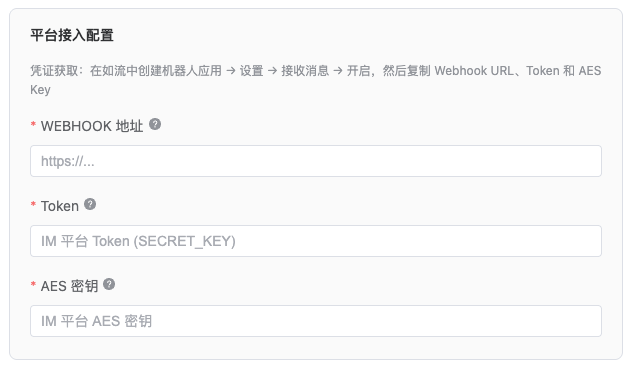 平台接入配置
凭证获取：在如流中创建机器人应用 → 设置 → 接收消息 → 开启，然后复制 Webhook URL、Token 和 AES
Key
* WEBHOOK 地址 ?
https://...
* Token ?
IM 平台 Token (SECRET_KEY)
* AES 密钥 ?
IM 平台 AES 密钥